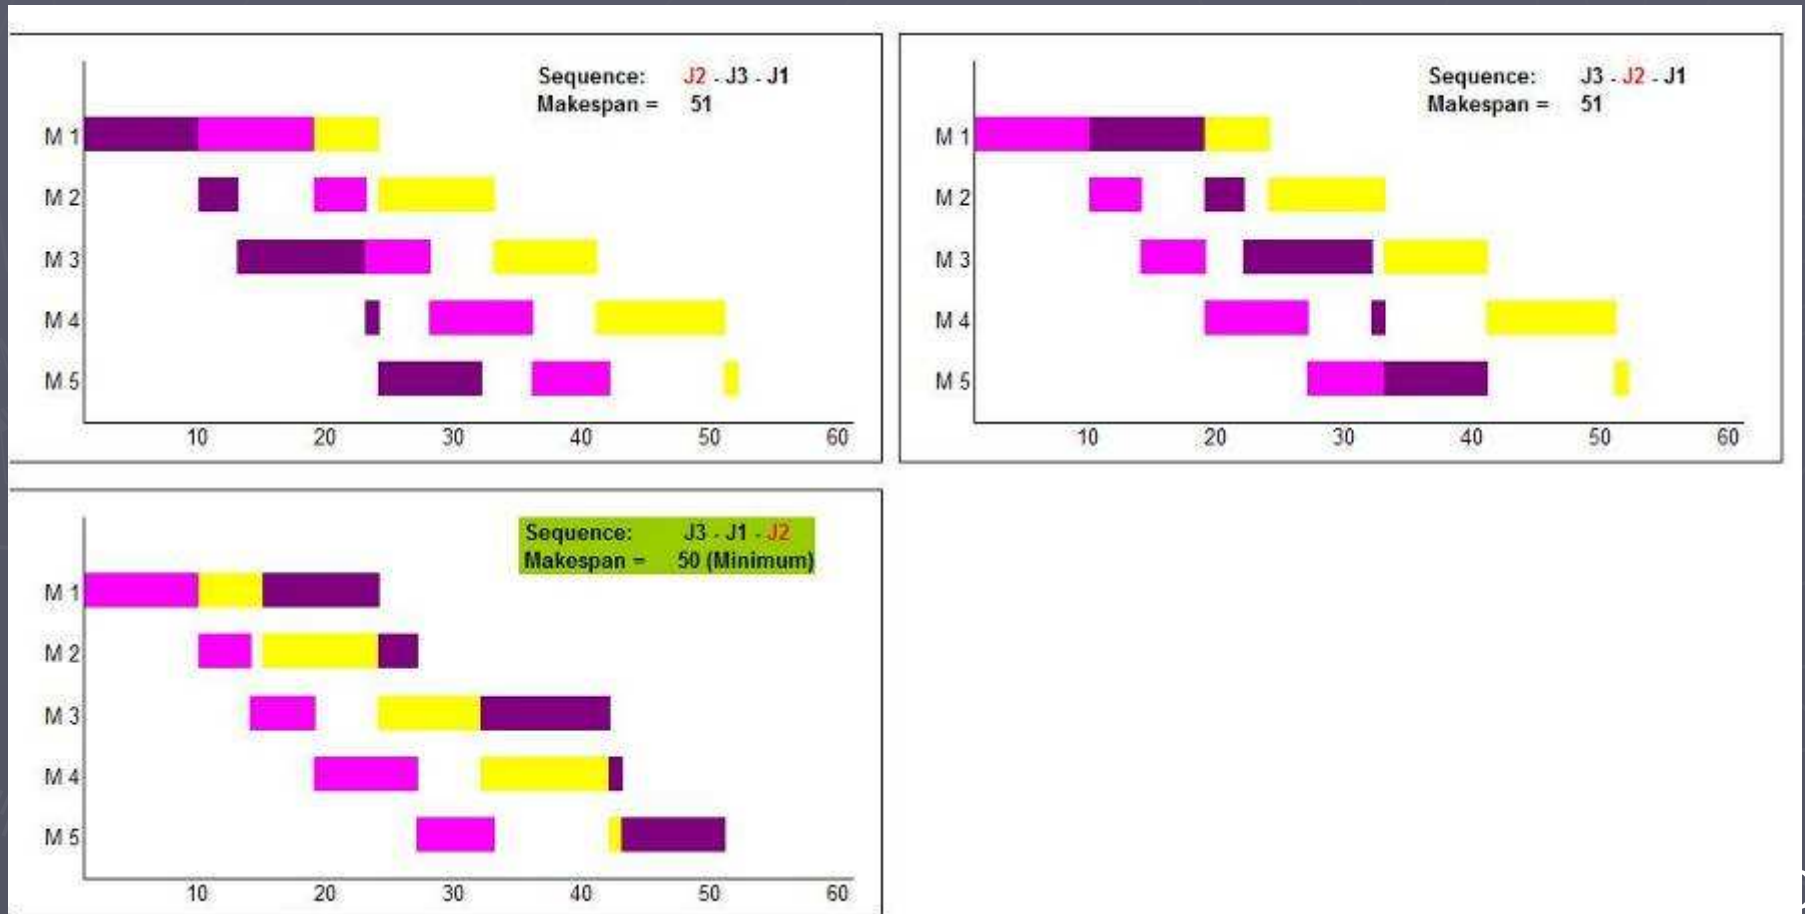 Sequence: J2 - J3 - J1
Makespan = 51
M 1
M 2
M 3
M 4
M 5
10 20 30 40 50 60
Sequence: J3 - J2 - J1
Makespan = 51
M 1
M 2
M 3
M 4
M 5
10 20 30 40 50 60
Sequence: J3 - J1 - J2
Makespan = 50 (Minimum)
M 1
M 2
M 3
M 4
M 5
10 20 30 40 50 60